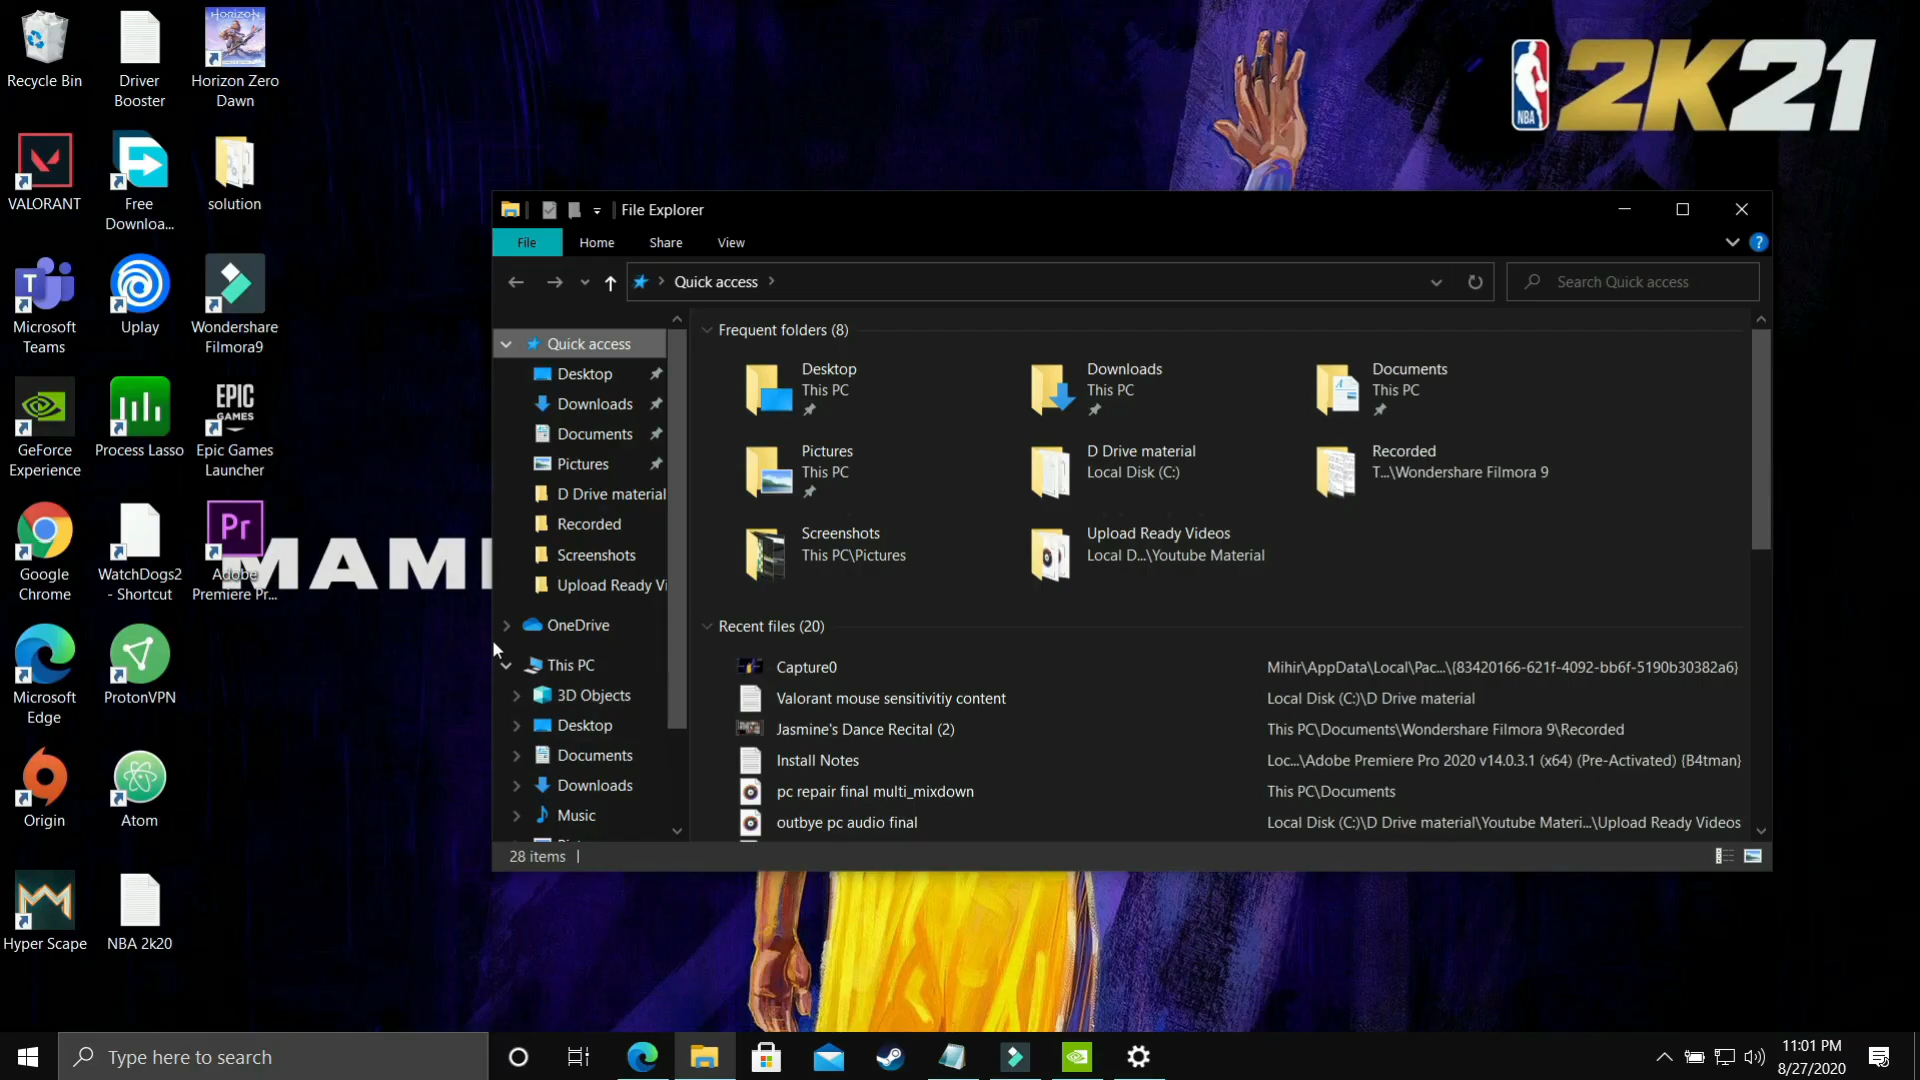 Recycle Bin
Driver
Booster
Horizon Zero
Dawn
VALORANT
Free
Downloa...
solution
Microsoft
Teams
Uplay
Wondershare
Filmora9
GeForce
Experience
Process Lasso
EPIC
GAMES
Epic Games
Launcher
Google
Chrome
WatchDogs2
- Shortcut
Pr
Adobe
Premiere Pr...
Microsoft
Edge
ProtonVPN
Origin
Atom
Hyper Scape
NBA 2k20
HORIZON
NBA
2K21
File Explorer
File
Home
Share
View
Quick access
Search Quick access
Quick access
Desktop
Downloads
Documents
Pictures
D Drive material
Recorded
Screenshots
Upload Ready Vi
OneDrive
This PC
3D Objects
Desktop
Documents
Downloads
Music
Frequent folders (8)
Desktop
This PC
Downloads
This PC
Documents
This PC
Pictures
This PC
D Drive material
Local Disk (C:)
Recorded
T...\Wondershare Filmora 9
Screenshots
This PC\Pictures
Upload Ready Videos
Local D...\Youtube Material
Recent files (20)
Capture0 Mihir\AppData\Local\Pac...\{83420166-621f-4092-bb6f-5190b30382a6}
Valorant mouse sensitivitiy content Local Disk (C:)\D Drive material
Jasmine's Dance Recital (2) This PC\Documents\Wondershare Filmora 9\Recorded
Install Notes Loc...\Adobe Premiere Pro 2020 v14.0.3.1 (x64) (Pre-Activated) {B4tman}
pc repair final multi_mixdown This PC\Documents
outbye pc audio final Local Disk (C:)\D Drive material\Youtube Materi...\Upload Ready Videos
28 items
Type here to search
11:01 PM
8/27/2020